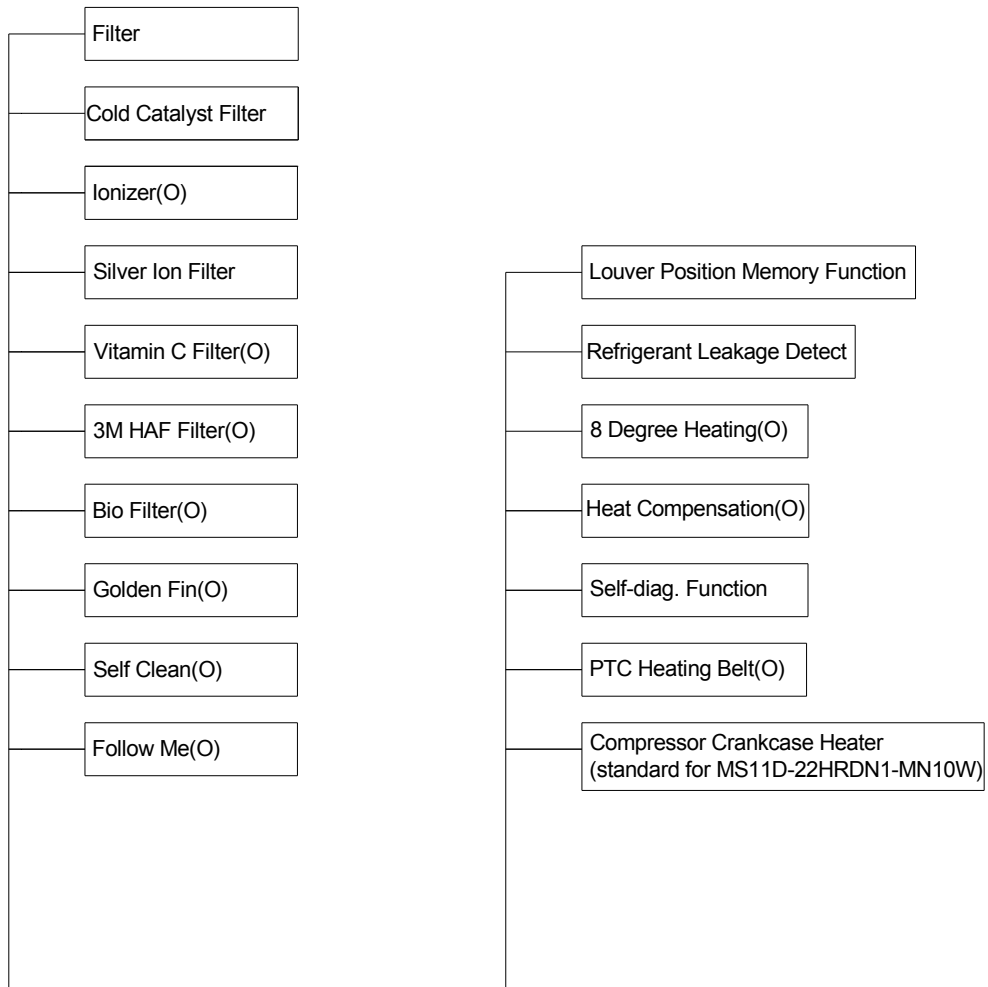 Filter
Cold Catalyst Filter
Ionizer(O)
Silver Ion Filter
Vitamin C Filter(O)
3M HAF Filter(O)
Bio Filter(O)
Golden Fin(O)
Self Clean(O)
Follow Me(O)
Louver Position Memory Function
Refrigerant Leakage Detect
8 Degree Heating(O)
Heat Compensation(O)
Self-diag. Function
PTC Heating Belt(O)
Compressor Crankcase Heater
(standard for MS11D-22HRDN1-MN10W)